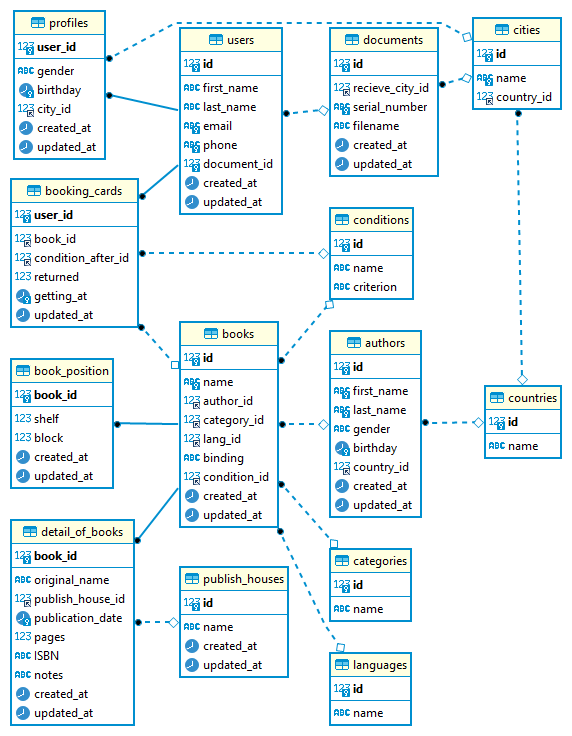 profiles
user_id
gender
birthday
city_id
created_at
updated_at
users
id
first_name
last_name
email
phone
document_id
created_at
updated_at
documents
id
recieve_city_id
serial_number
filename
created_at
updated_at
cities
id
name
country_id
booking_cards
user_id
book_id
condition_after_id
returned
getting_at
updated_at
conditions
id
name
criterion
books
id
name
author_id
category_id
lang_id
binding
condition_id
created_at
updated_at
authors
id
first_name
last_name
gender
birthday
country_id
created_at
updated_at
countries
id
name
book_position
book_id
shelf
block
created_at
updated_at
detail_of_books
book_id
original_name
publish_house_id
publication_date
pages
ISBN
notes
created_at
updated_at
publish_houses
id
name
created_at
updated_at
categories
id
name
languages
id
name